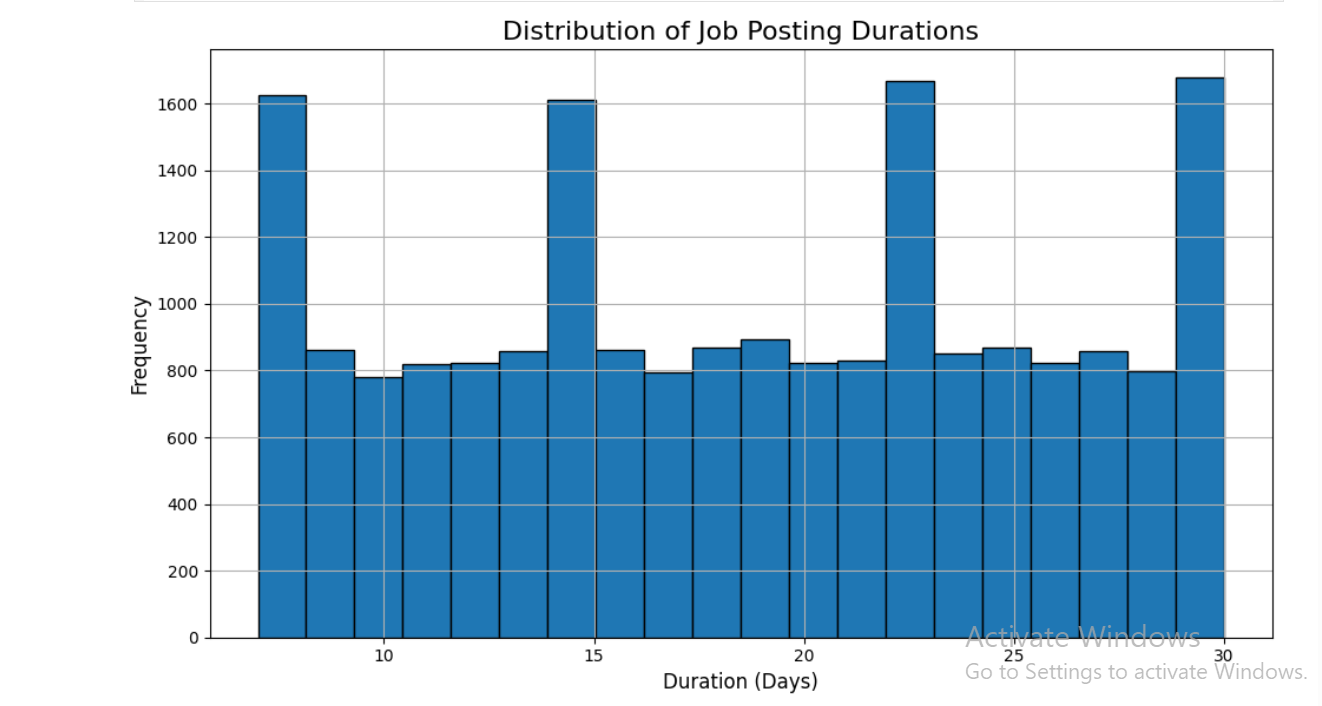 Distribution of Job Posting Durations
1600
1400
1200
1000
800
600
400
200
0
Frequency
10 15 20 25 30
Duration (Days)
Activate Windows
Go to Settings to activate Windows.